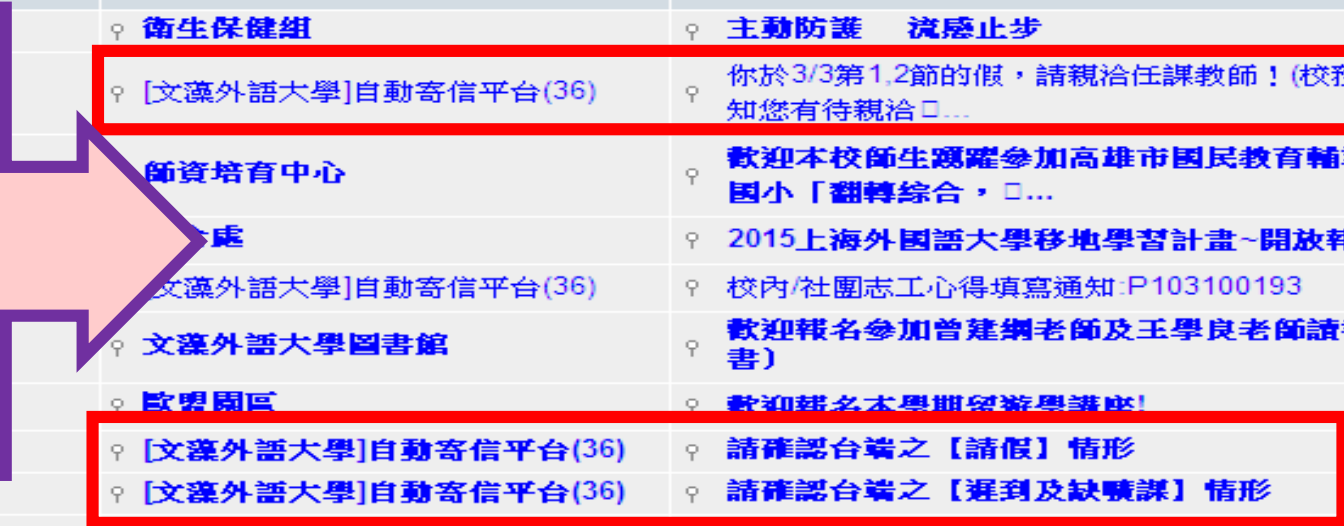 衛生保健組 主動防護 流感止步
[文藻外語大學]自動寄信平台(36) 你於3/3第1,2節的假，請親洽任課教師！(校務
知您有待親洽□...
師資培育中心 歡迎本校師生踴躍參加高雄市國民教育輔
國小「翻轉綜合，□...
處 2015上海外國語大學移地學習計畫~開放
文藻外語大學]自動寄信平台(36) 校內/社團志工心得填寫通知:P103100193
文藻外語大學圖書館 歡迎報名參加曾建綱老師及王學良老師讀
書）
歐盟園區 歡迎報名本學期留遊學講座!
[文藻外語大學]自動寄信平台(36) 請確認台端之【請假】情形
[文藻外語大學]自動寄信平台(36) 請確認台端之【遲到及缺曠課】情形